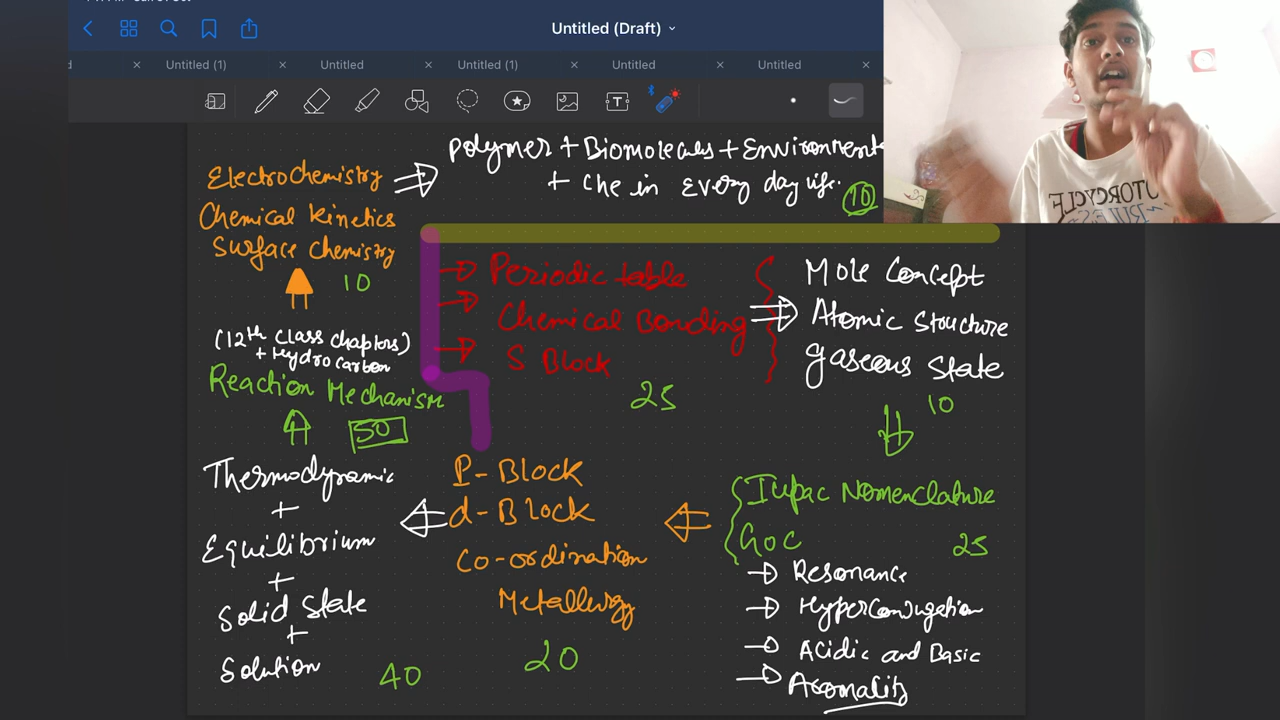 Untitled (Draft)
Untitled (1)
Untitled
Untitled (1)
Untitled
Untitled
Polymer + Biomolecules + Environmental
+ Che in Every day life.
10
Electrochemistry
Chemical kinetics
Surface Chemistry
10
(12th Class chapters)
+ Hydrocarbon
Reaction Mechanism
50
Periodic table
Chemical Bonding
S Block
25
Mole Concept
Atomic Structure
gaseous State
10
Iupac Nomenclature
GOC
25
Resonance
Hyperconjugation
Acidic and Basic
P-Block
d-Block
Co-ordination
Metallurgy
20
Thermodynamic
+
Equilibrium
+
Solid State
+
Solution
40